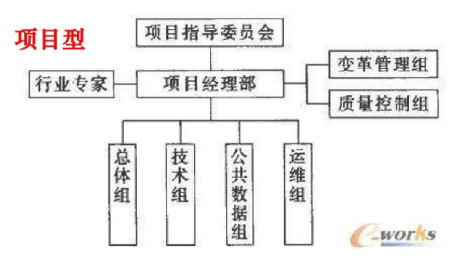 项目型
项目指导委员会
行业专家
项目经理部
变革管理组
质量控制组
总体组
技术组
公共数据组
运维组
e-works